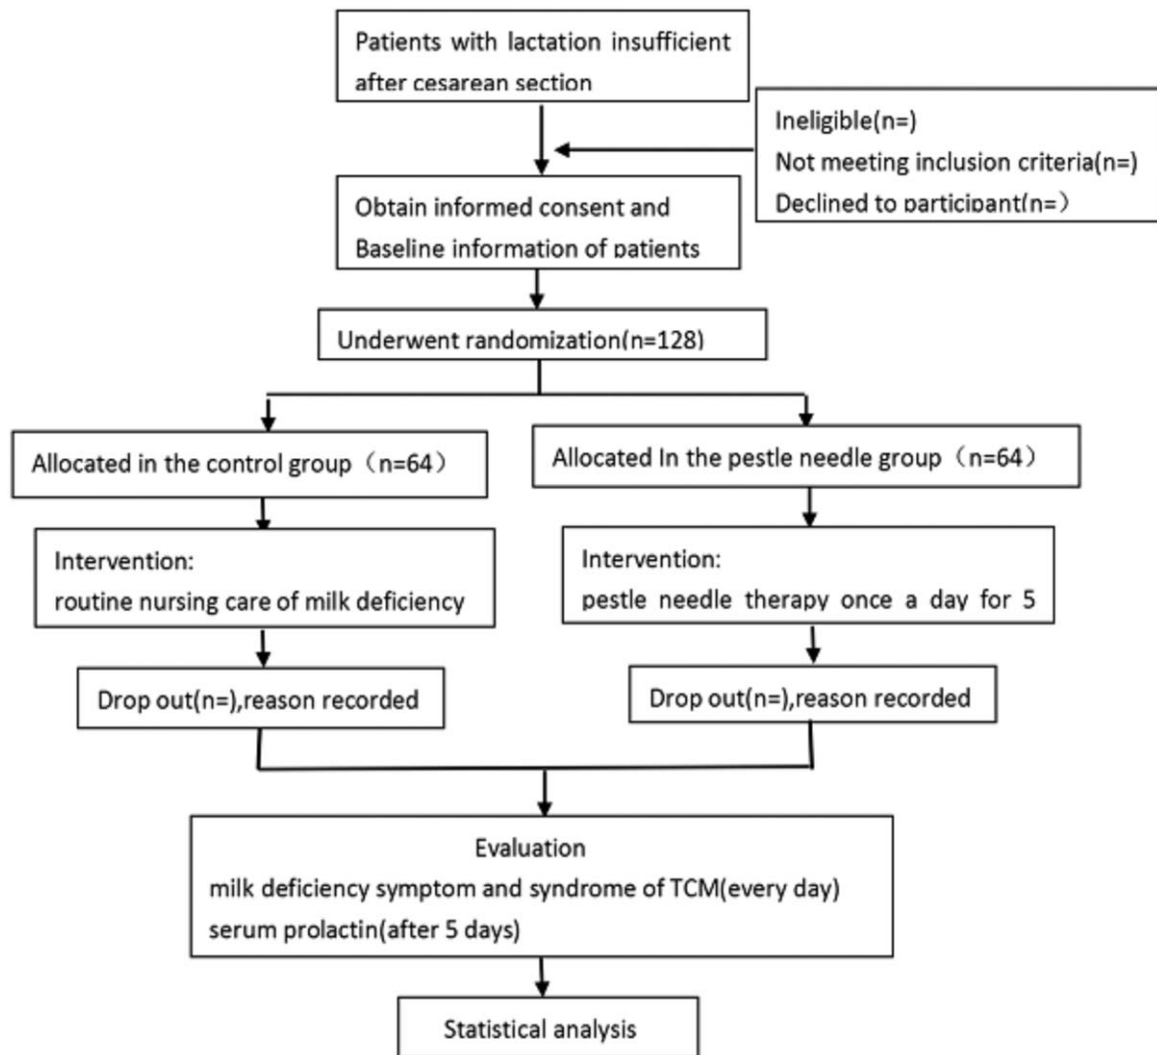 Patients with lactation insufficient
after cesarean section
Ineligible(n=)
Not meeting inclusion criteria(n=)
Declined to participant(n=）
Obtain informed consent and
Baseline information of patients
Underwent randomization(n=128)
Allocated in the control group（n=64）
Allocated In the pestle needle group（n=64）
Intervention:
routine nursing care of milk deficiency
Intervention:
pestle needle therapy once a day for 5
Drop out(n=),reason recorded
Drop out(n=),reason recorded
Evaluation
milk deficiency symptom and syndrome of TCM(every day)
serum prolactin(after 5 days)
Statistical analysis